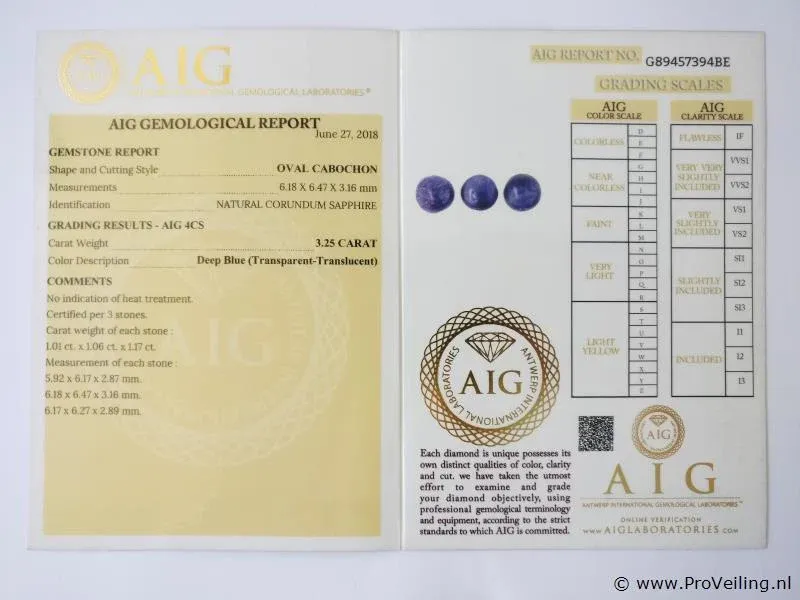 AIG
ANTWERP INTERNATIONAL GEMOLOGICAL LABORATORIES®
AIG GEMOLOGICAL REPORT
June 27, 2018
GEMSTONE REPORT
Shape and Cutting Style OVAL CABOCHON
Measurements 6.18 X 6.47 X 3.16 mm
Identification NATURAL CORUNDUM SAPPHIRE
GRADING RESULTS - AIG 4CS
Carat Weight 3.25 CARAT
Color Description Deep Blue (Transparent-Translucent)
COMMENTS
No indication of heat treatment.
Certified per 3 stones.
Carat weight of each stone :
1.01 ct. x 1.06 ct. x 1.17 ct.
Measurement of each stone :
5.92 x 6.17 x 2.87 mm.
6.18 x 6.47 x 3.16 mm.
6.17 x 6.27 x 2.89 mm.
AIG
AIG REPORT NO. G89457394BE
GRADING SCALES
AIG
COLOR SCALE
COLORLESS
D
E
F
NEAR
COLORLESS
G
H
I
J
FAINT
K
L
M
VERY
LIGHT
N
O
P
Q
R
LIGHT
YELLOW
S
T
U
V
W
X
Y
Z
AIG
CLARITY SCALE
FLAWLESS
IF
VERY VERY
SLIGHTLY
INCLUDED
VVS1
VVS2
VERY
SLIGHTLY
INCLUDED
VS1
VS2
SLIGHTLY
INCLUDED
SI1
SI2
SI3
INCLUDED
I1
I2
I3
ANTWERP INTERNATIONAL
LABORATORIES
AIG
Each diamond is unique possesses its
own distinct qualities of color, clarity
and cut. we have taken the utmost
effort to examine and grade
your diamond objectively, using
professional gemological terminology
and equipment, according to the strict
standards to which AIG is committed.
AIG
AIG
ANTWERP INTERNATIONAL GEMOLOGICAL LABORATORIES™
ONLINE VERIFICATION
www.AIGLABORATORIES.COM
© www.ProVeiling.nl